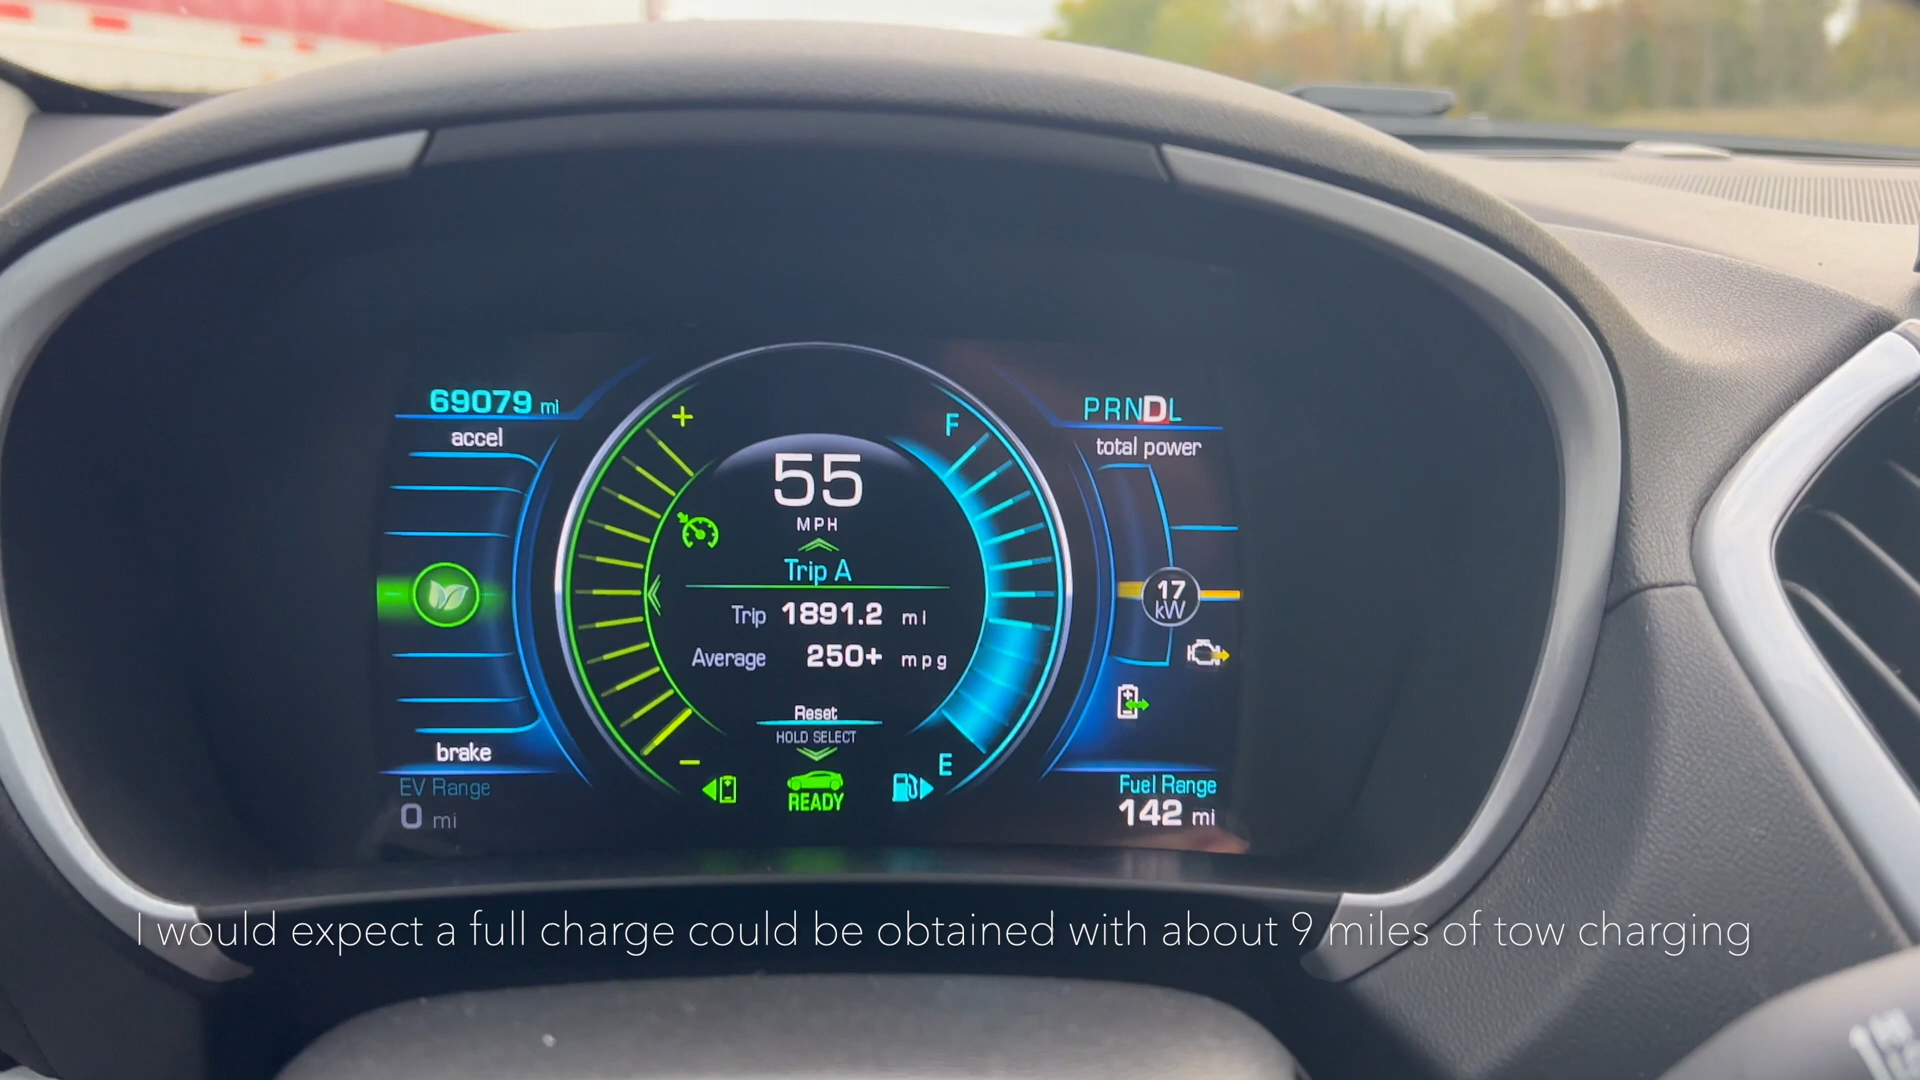 69079 mi
accel
brake
EV Range
0 mi
+
-
55
MPH
Trip A
Trip 1891.2 mi
Average 250+ mpg
Reset
HOLD SELECT
READY
F
E
PRNDL
total power
17
kW
Fuel Range
142 mi
I would expect a full charge could be obtained with about 9 miles of tow charging
HI